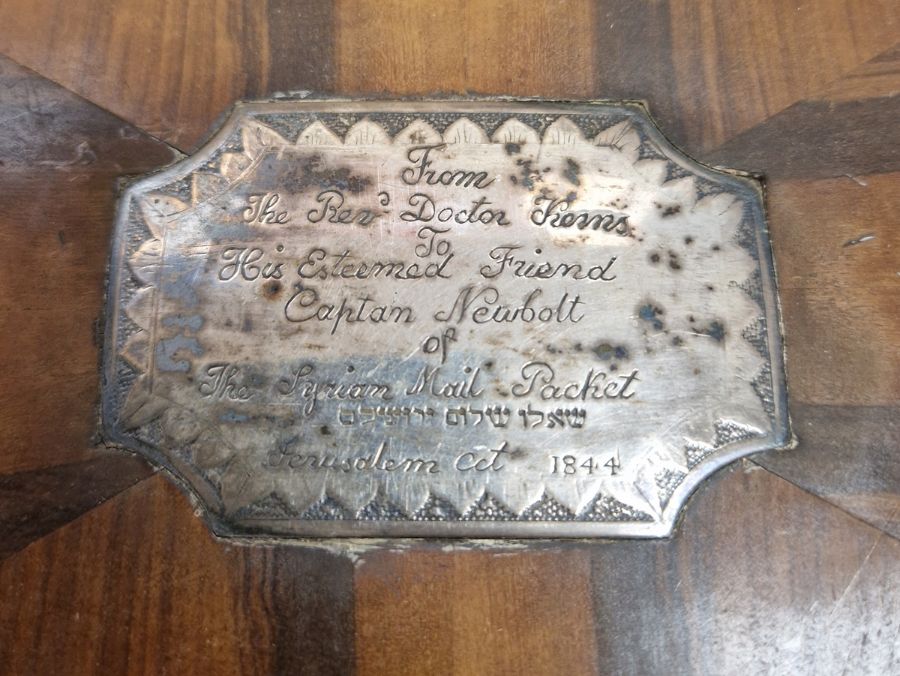 From
The Revd Doctor Kerns
To
His Esteemed Friend
Captan Newbolt
of
The Syrian Mail Packet
שאלו שלום ירושלם
Jerusalem Oct 1844